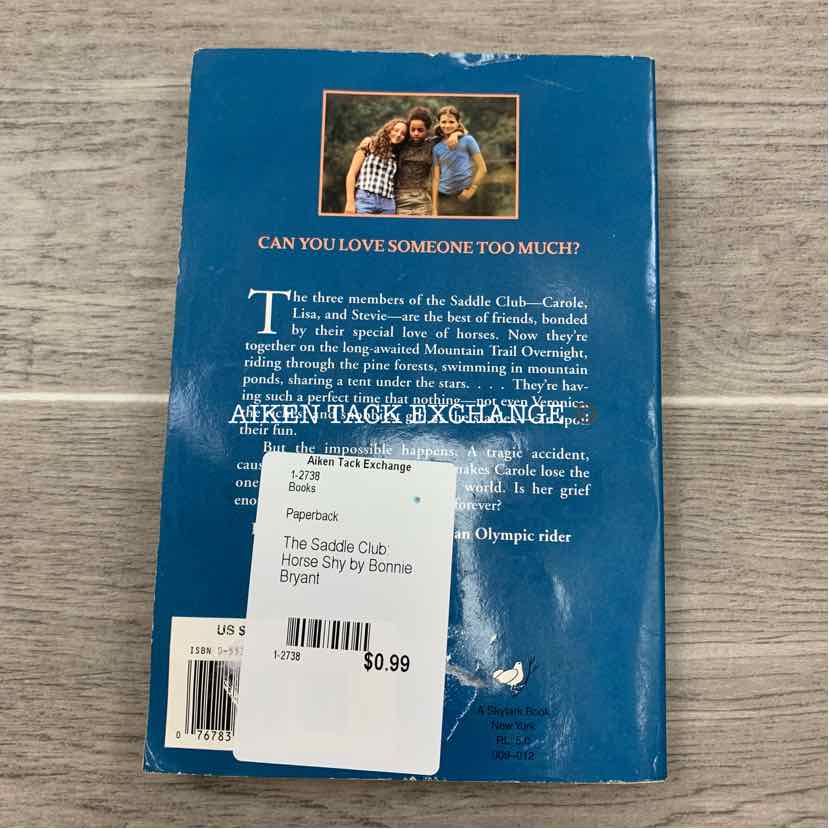 CAN YOU LOVE SOMEONE TOO MUCH?
The three members of the Saddle Club—Carole,
Lisa, and Stevie—are the best of friends, bonded
by their special love of horses. Now they're
together on the long-awaited Mountain Trail Overnight,
riding through the pine forests, swimming in mountain
ponds, sharing a tent under the stars. . . . They're hav-
ing such a perfect time that nothing—not even Veronica,
AIKEN TACK EXCHANGE
their fun.
But the impossible happens. A tragic accident,
makes Carole lose the
one
world. Is her grief
forever?
an Olympic rider
Aiken Tack Exchange
1-2738
Books
Paperback
The Saddle Club:
Horse Shy by Bonnie
Bryant
1-2738
$0.99
US $
ISBN 0-553
0 76783
A Skylark Book
New York
RL: 5.0
009–012